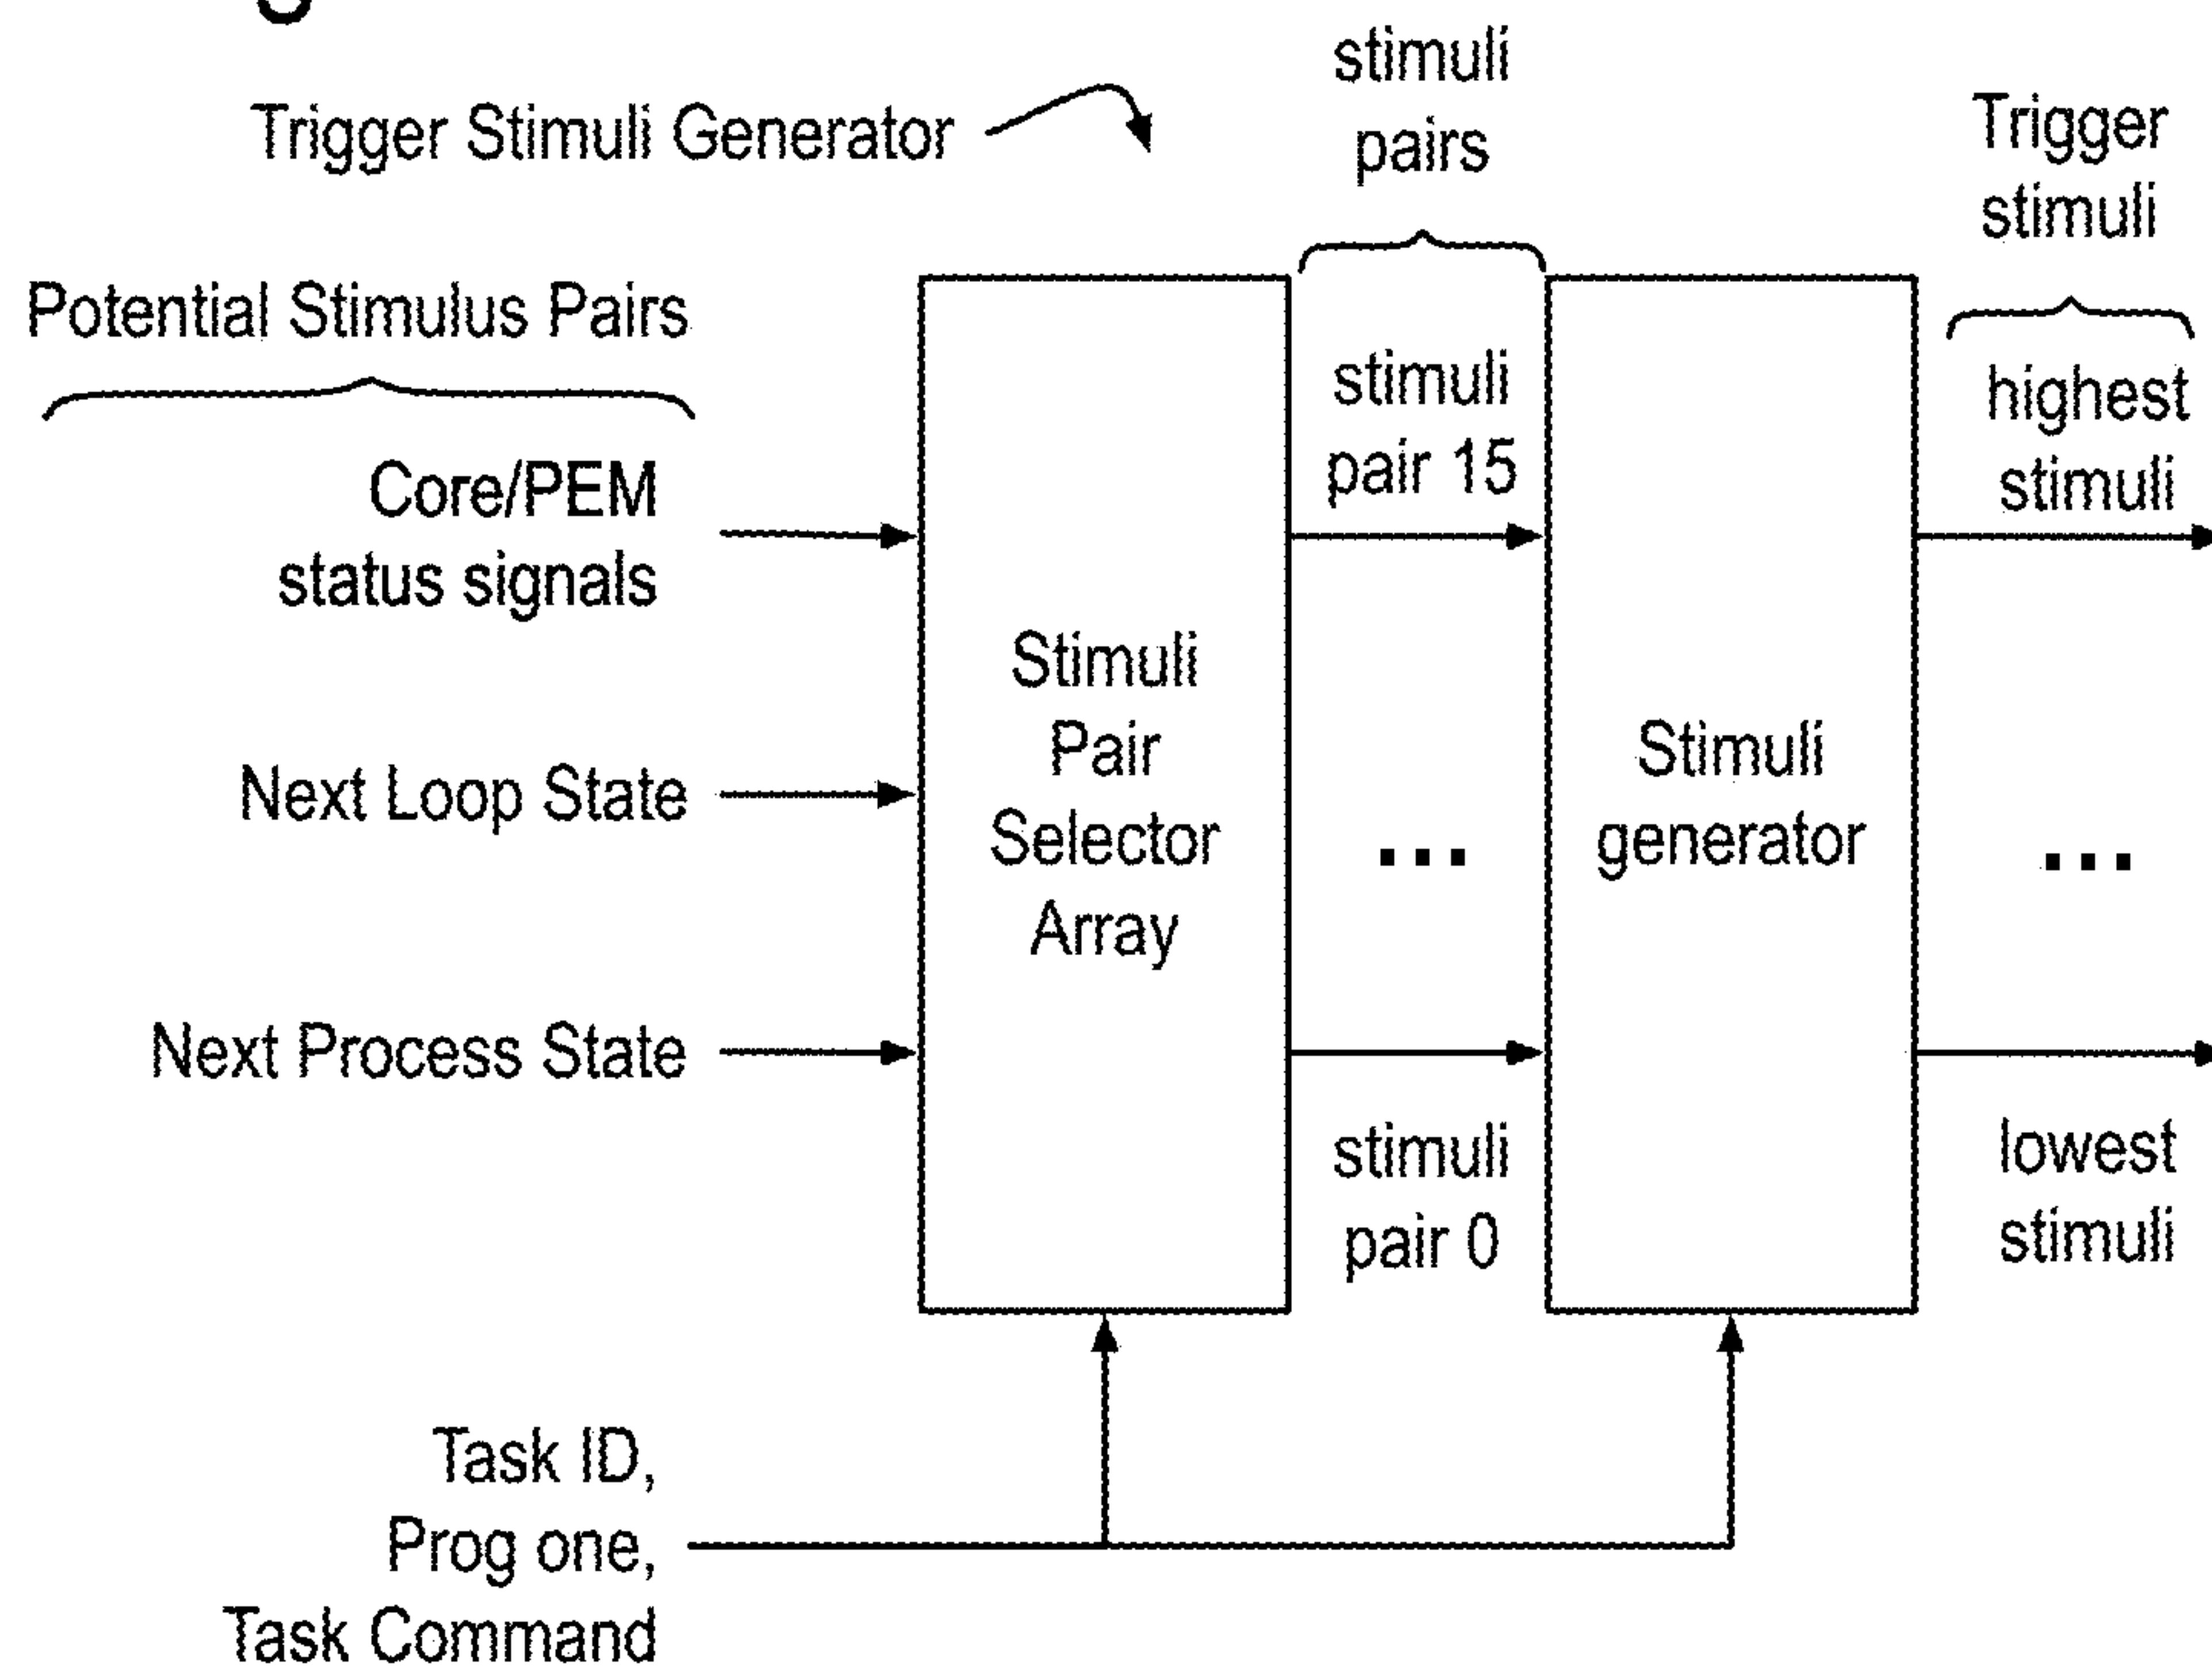 Trigger Stimuli Generator
stimuli
pairs
Trigger
stimuli
Potential Stimulus Pairs
Core/PEM
status signals
Next Loop State
Next Process State
Stimuli
Pair
Selector
Array
stimuli
pair 15
...
stimuli
pair 0
Stimuli
generator
highest
stimuli
...
lowest
stimuli
Task ID,
Prog one,
Task Command